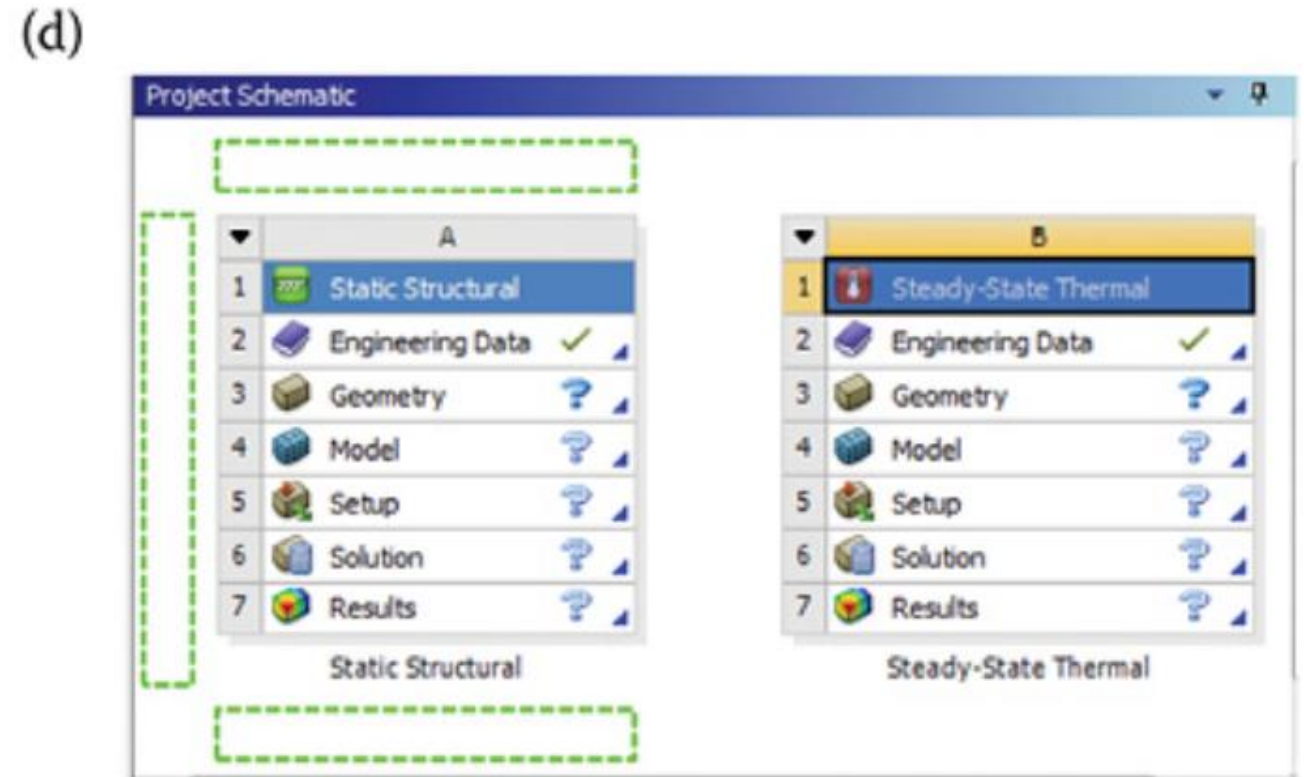 (d)
Project Schematic
A
1 Static Structural
2 Engineering Data
3 Geometry ?
4 Model ?
5 Setup ?
6 Solution ?
7 Results ?
Static Structural
B
1 Steady-State Thermal
2 Engineering Data
3 Geometry ?
4 Model ?
5 Setup ?
6 Solution ?
7 Results ?
Steady-State Thermal